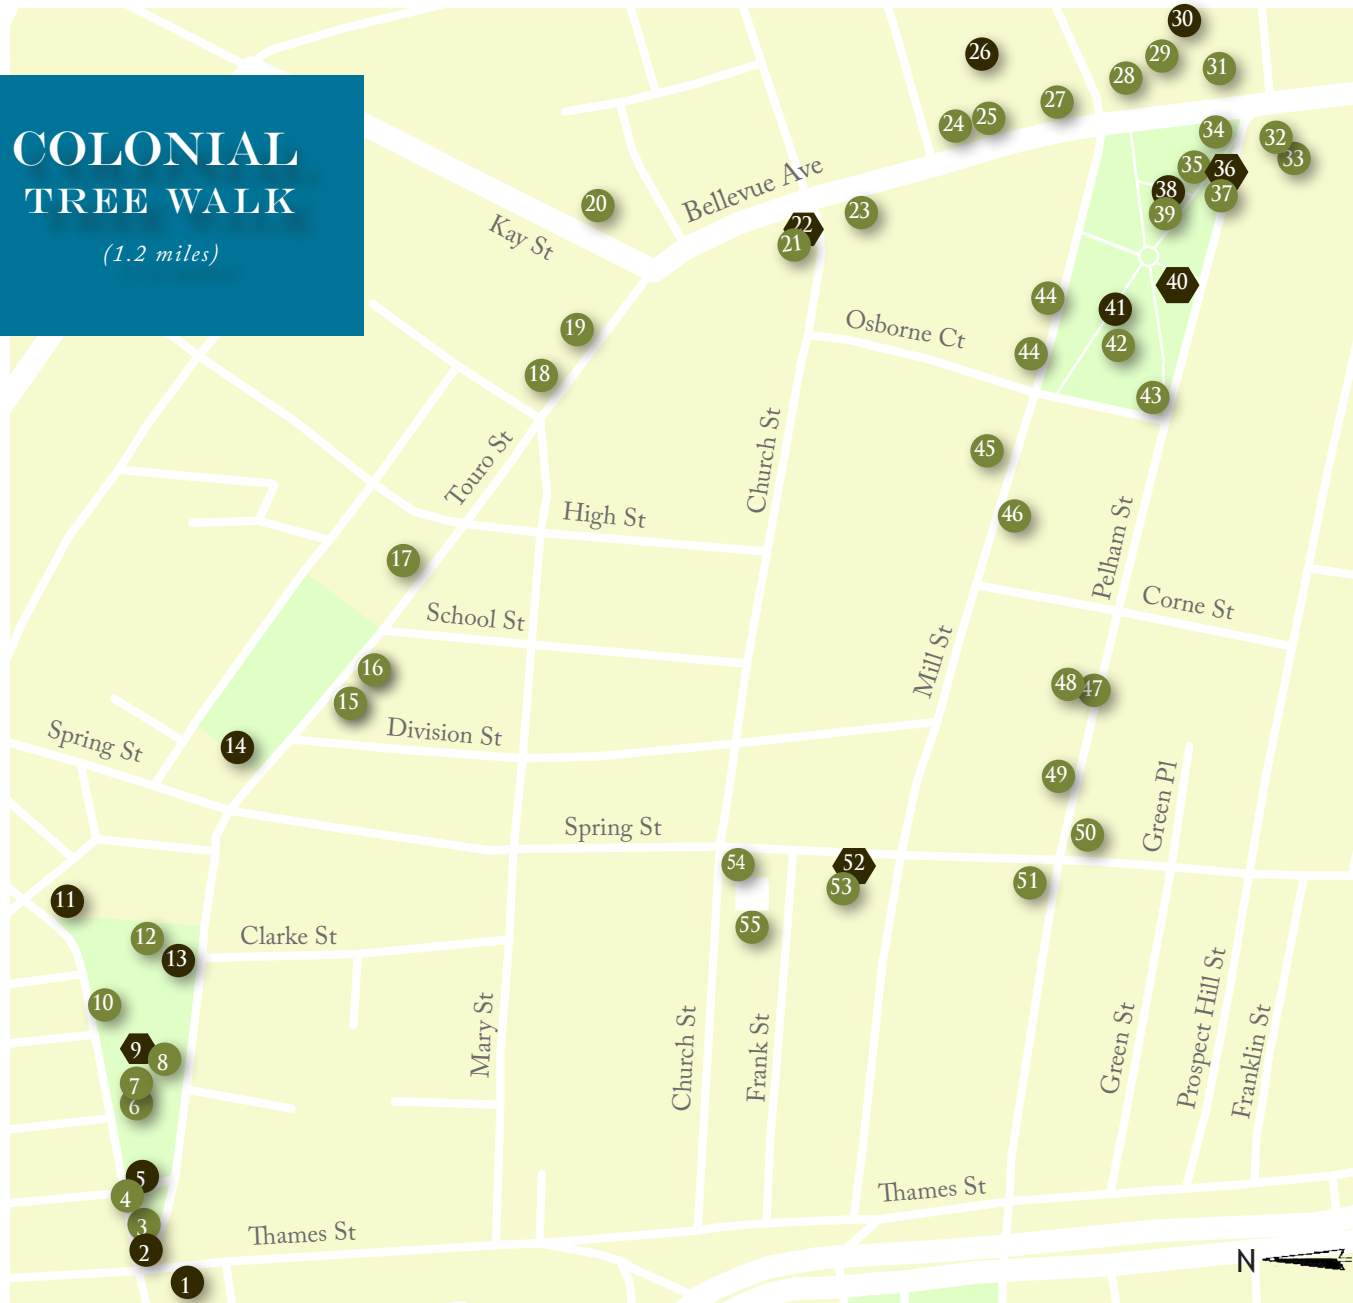 COLONIAL
TREE WALK
(1.2 miles)
30
26
29
31
28
27
25
24
34
32
33
35
36
38
37
39
20
Bellevue Ave
23
22
21
Kay St
40
44
41
19
Osborne Ct
42
44
18
43
Church St
45
Touro St
High St
46
Pelham St
17
Corne St
School St
Mill St
16
48
47
15
Division St
Spring St
14
49
Green Pl
Spring St
50
54
52
53
51
11
55
12
Clarke St
13
10
Mary St
Church St
Frank St
Green St
Prospect Hill St
Franklin St
9
8
7
6
5
4
Thames St
3
Thames St
2
N
1